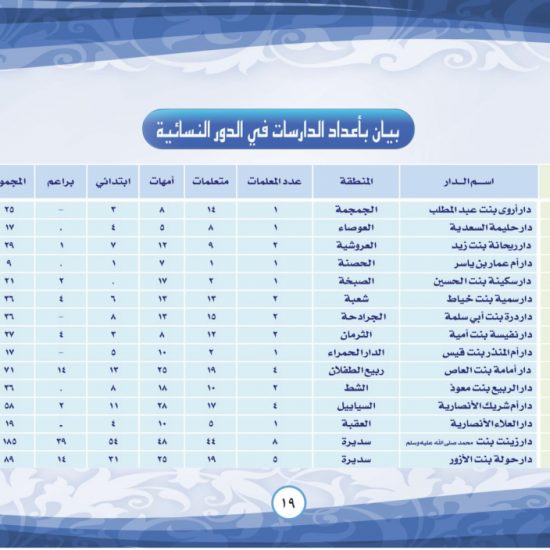 بيان بأعداد الدارسات في الدور النسائية
اسم الدار المنطقة عدد المعلمات متعلمات أمهات ابتدائي براعم المجمو
دار أروى بنت عبد المطلب الجمجمة ١ ١٤ ٨ ٣ - ٢٥
دار حليمة السعدية العوصاء ١ ٨ ٥ ٤ . ١٧
دار ريحانة بنت زيد العروشية ٢ ٩ ١٢ ٧ ١ ٢٩
دار أم عمار بن ياسر الحصنة ١ ١ ٧ ١ . ٩
دار سكينة بنت الحسين الصبخة ١ ٢ ١٧ . ٢ ٢١
دار سمية بنت خياط شعبة ٢ ١٣ ١٣ ٦ ٤ ٣٦
دار درة بنت أبي سلمة الجرادحة ٢ ١٥ ١٣ ٨ - ٣٦
دار نفيسة بنت أمية الثرمان ٢ ١٢ ٨ ٣ ٤ ٢٧
دار أم المنذر بنت قيس الدار الحمراء ١ ٢ ١٠ ٥ - ١٧
دار أمامة بنت العاص ربيع الطفلان ٤ ١٩ ٢٥ ١٣ ١٤ ٧١
دار الربيع بنت معوذ الشط ٢ ١٠ ١٨ ٨ . ٣٦
دار أم شريك الأنصارية السيابيل ٤ ١٧ ٢٨ ١١ ٢ ٥٨
دار العلاء الأنصارية العقبة ١ ٥ ١٠ ٤ - ١٩
دار زينت بنت محمد صلى الله عليه وسلم سديرة ٨ ٤٤ ٤٨ ٥٤ ٣٩ ١٨٥
دار حولة بنت الأزور سديرة ٥ ١٩ ٢٥ ٣١ ١٤ ٨٩
١٩